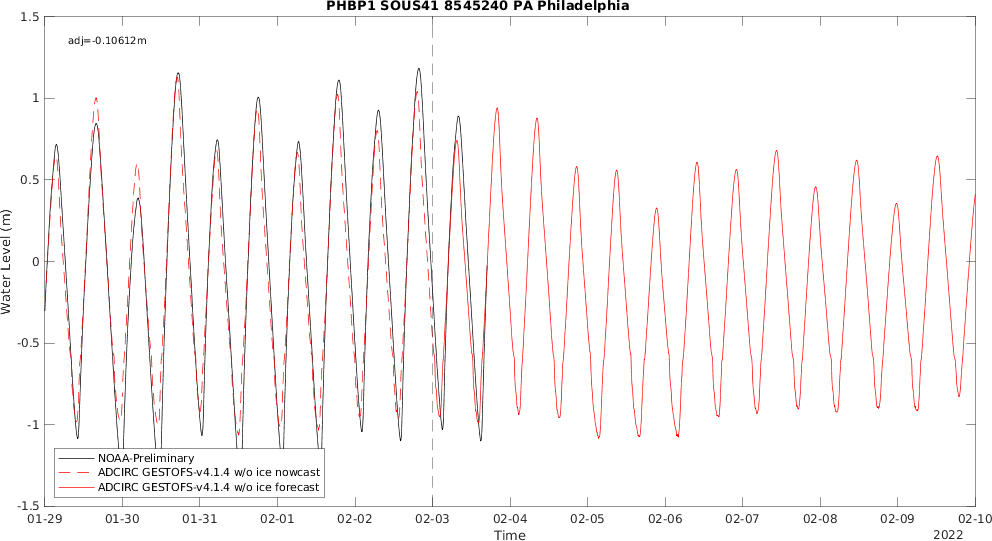 PHBP1 SOUS41 8545240 PA Philadelphia
adj=-0.10612m
1.5
1
0.5
0
-0.5
-1
-1.5
Water Level (m)
NOAA-Preliminary
ADCIRC GESTOFS-v4.1.4 w/o ice nowcast
ADCIRC GESTOFS-v4.1.4 w/o ice forecast
01-29 01-30 01-31 02-01 02-02 02-03 02-04 02-05 02-06 02-07 02-08 02-09 02-10
Time
2022